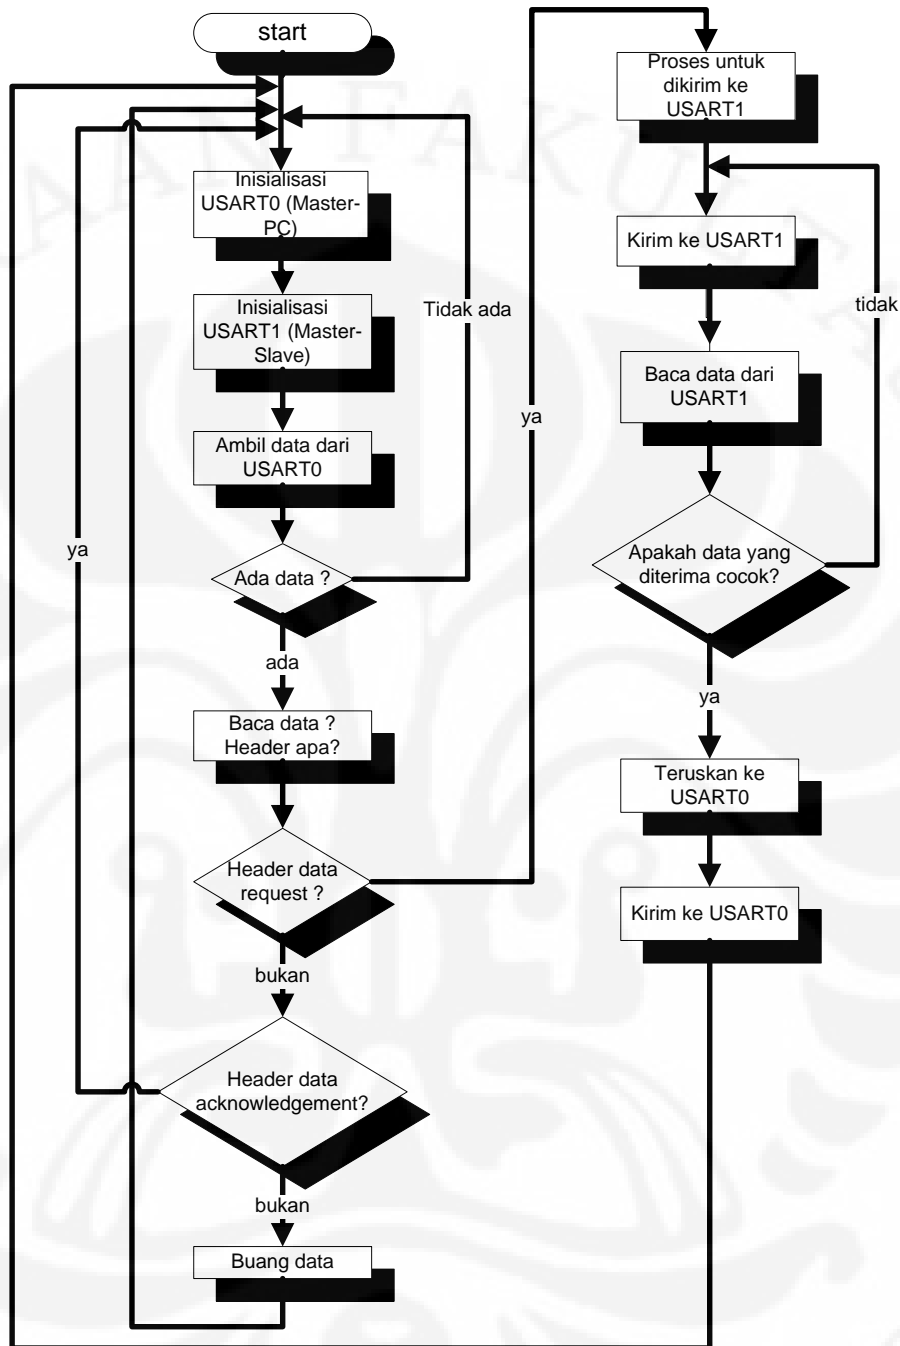 start
Inisialisasi
USART0 (Master-
PC)
Inisialisasi
USART1 (Master-
Slave)
Ambil data dari
USART0
Ada data ?
Tidak ada
ada
Baca data ?
Header apa?
Header data
request ?
ya
bukan
Header data
acknowledgement?
ya
bukan
Buang data
Proses untuk
dikirim ke
USART1
Kirim ke USART1
Baca data dari
USART1
Apakah data yang
diterima cocok?
tidak
ya
Teruskan ke
USART0
Kirim ke USART0